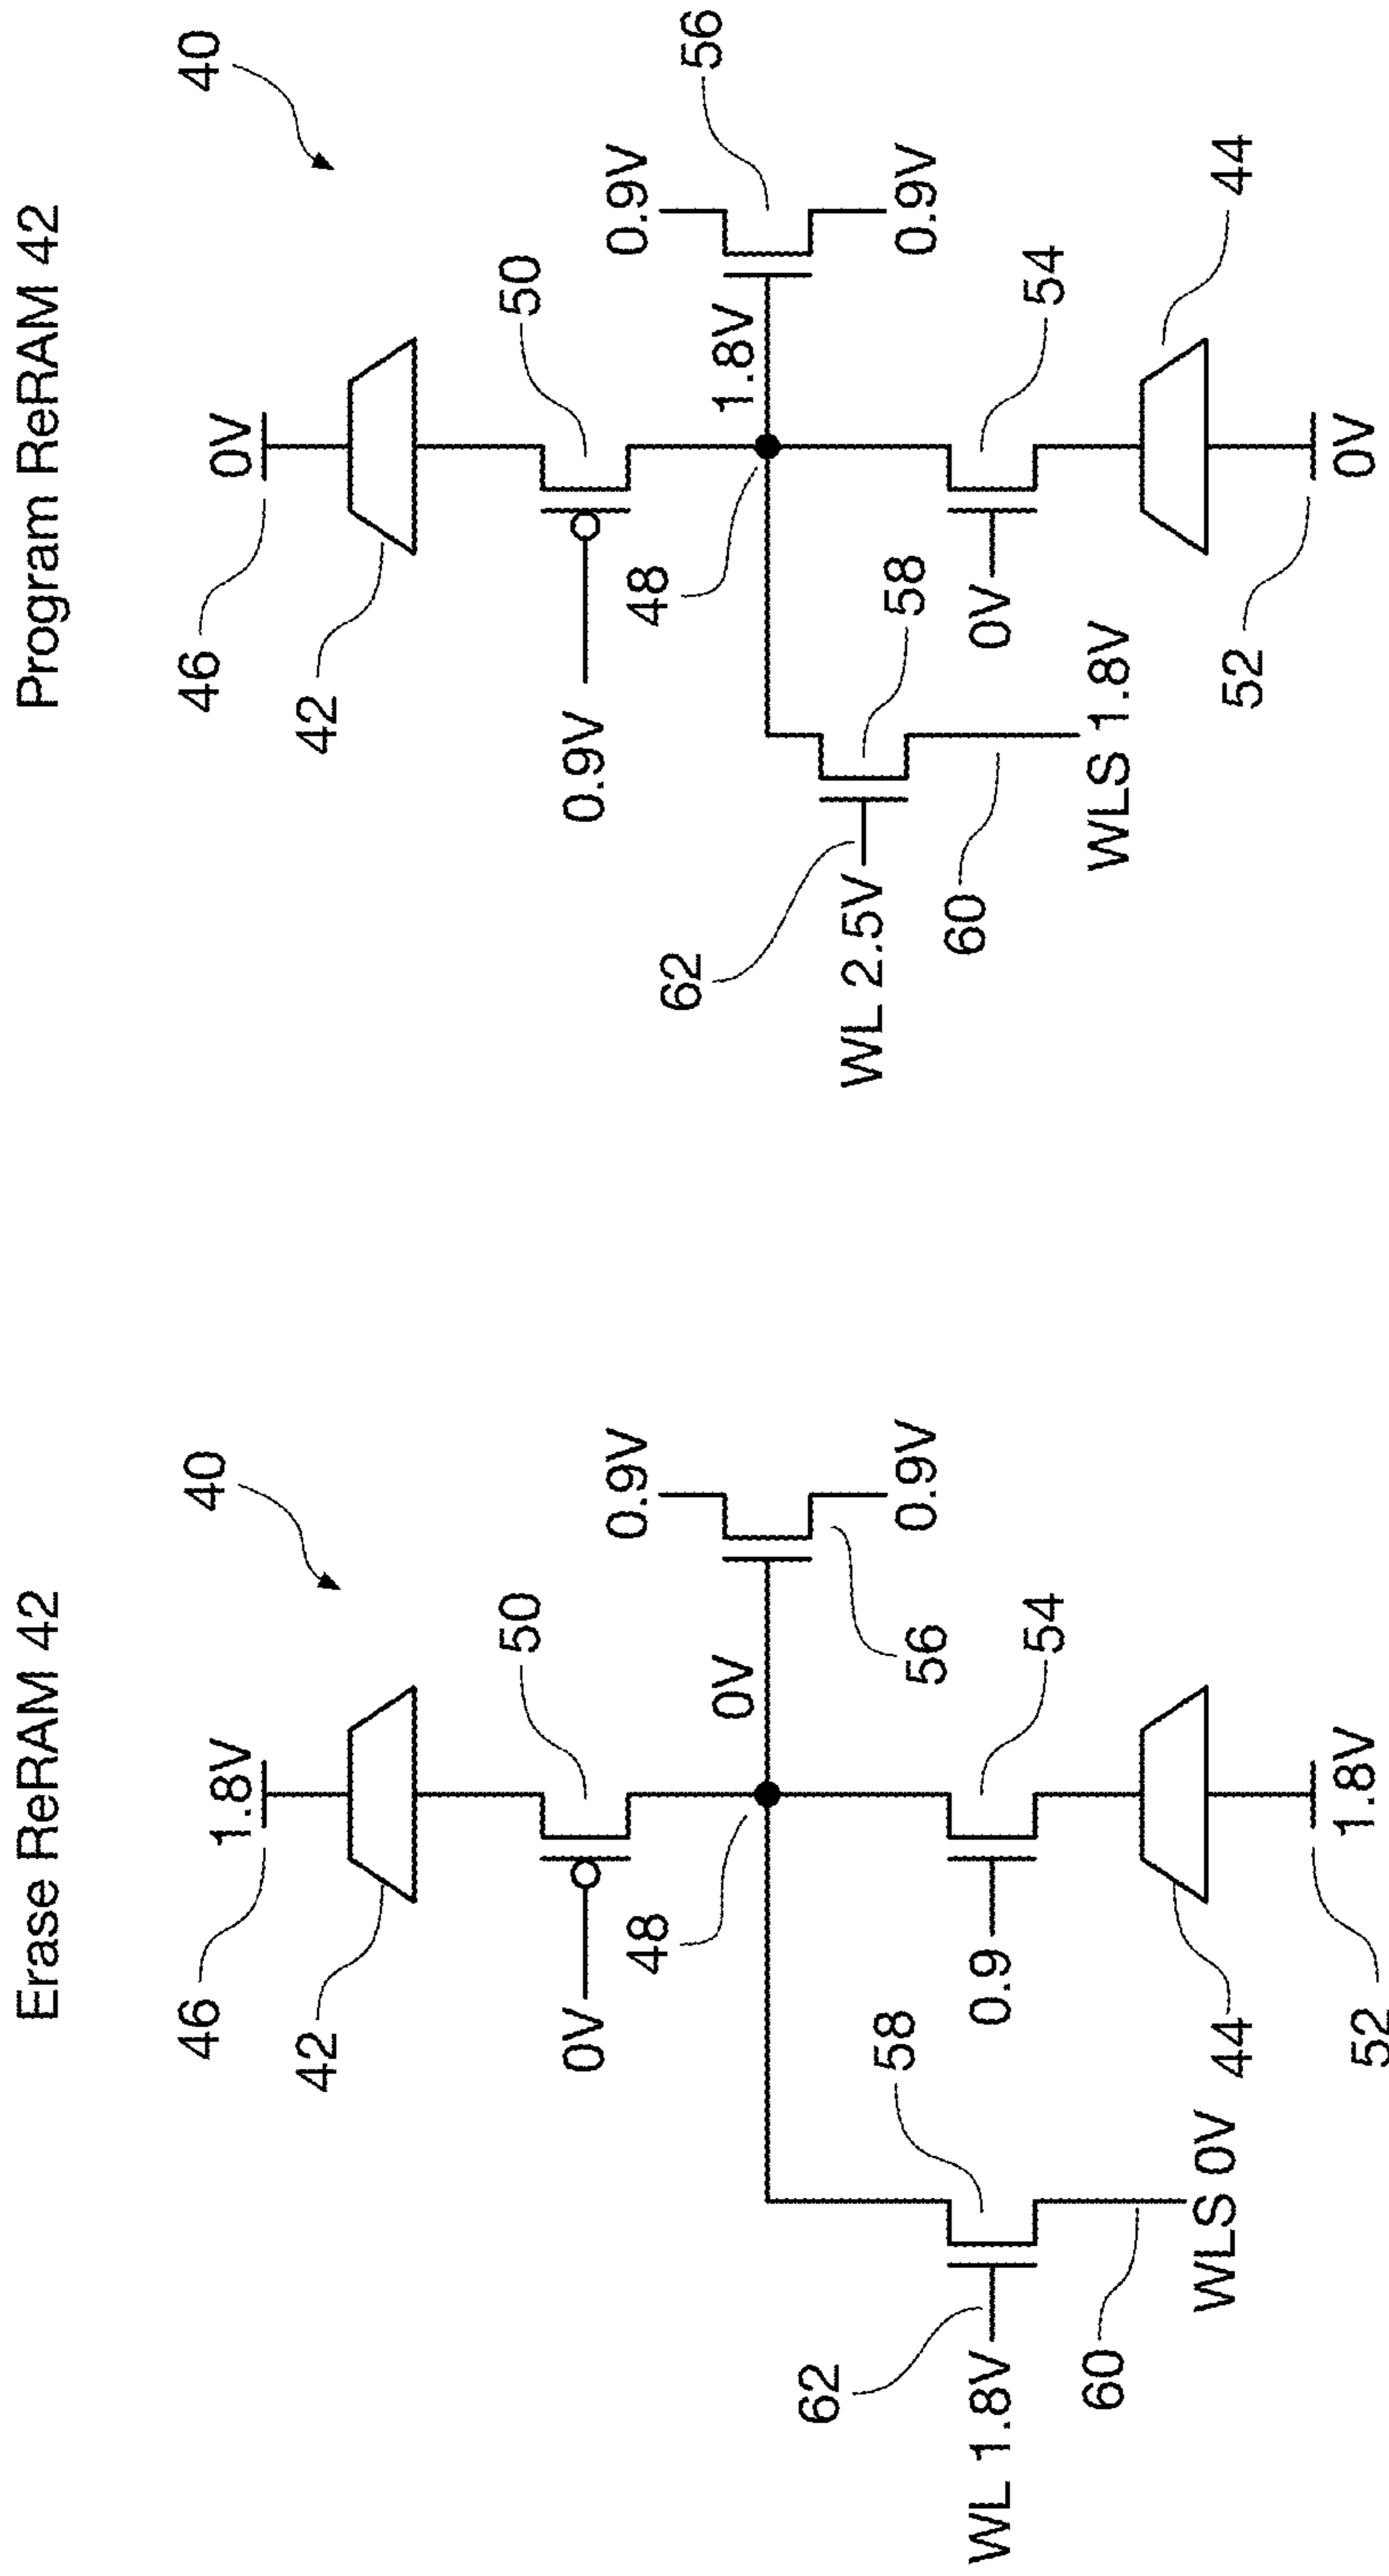 Erase ReRAM 42
40
1.8V
46
42
50
0V
0.9V
48
0V
56
0.9V
58
54
0.9
62
WL 1.8V
60
44
WLS 0V
52
1.8V
Program ReRAM 42
40
0V
46
42
50
0.9V
0.9V
56
48
1.8V
0.9V
58
54
0V
62
WL 2.5V
60
44
WLS 1.8V
52
0V